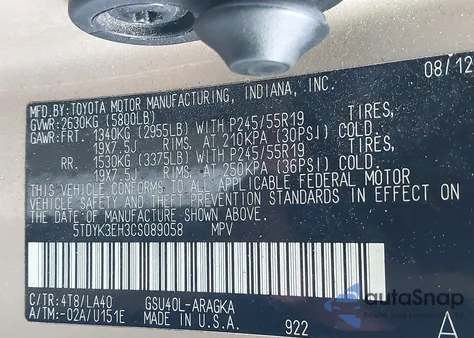 08/12
MFD.BY:TOYOTA MOTOR MANUFACTURING, INDIANA, INC.
GVWR:2630KG (5800LB)
GAWR:FRT. 1340KG (2955LB) WITH P245/55R19 TIRES,
19X7.5J RIMS, AT 210KPA (30PSI) COLD.
RR. 1530KG (3375LB) WITH P245/55R19 TIRES,
19X7.5J RIMS, AT 250KPA (36PSI) COLD.
THIS VEHICLE CONFORMS TO ALL APPLICABLE FEDERAL MOTOR
VEHICLE SAFETY AND THEFT PREVENTION STANDARDS IN EFFECT ON
THE DATE OF MANUFACTURE SHOWN ABOVE.
5TDYK3EH3CS089058 MPV
C/TR:4T8/LA40 GSU40L-ARAGKA
A/TM:-02A/U151E MADE IN U.S.A. 922 A
autoSnap